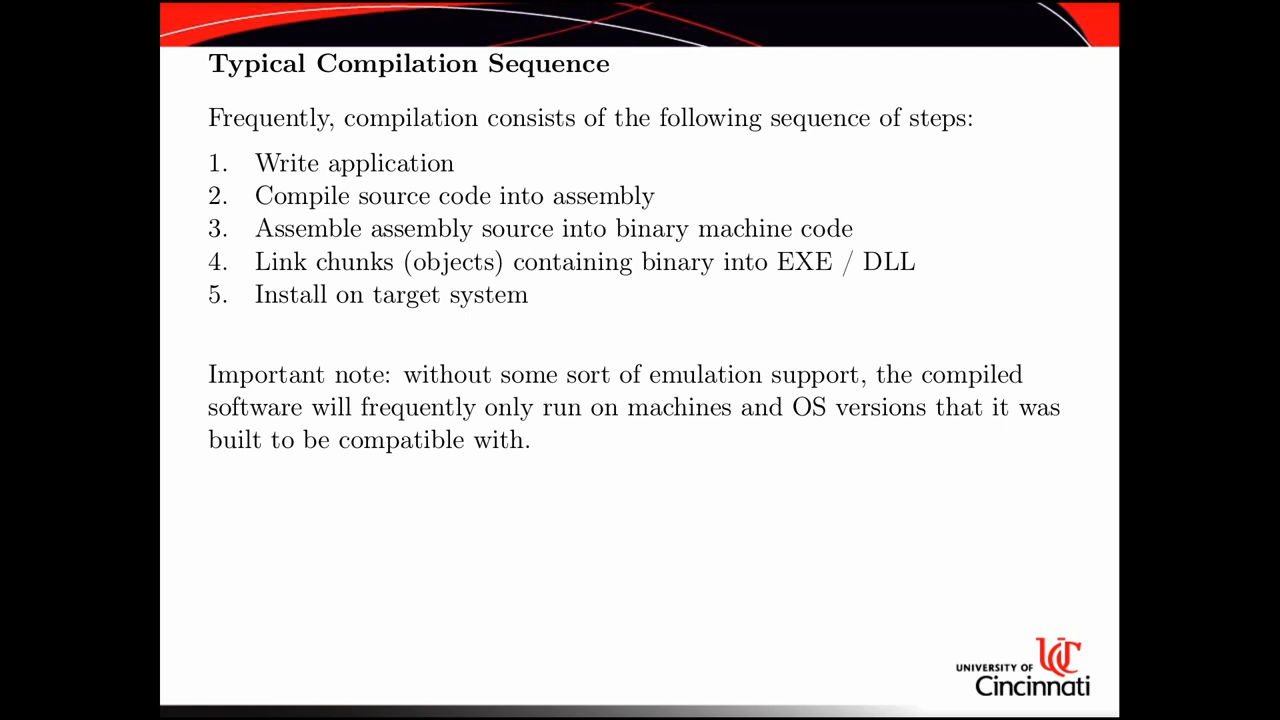 Typical Compilation Sequence
Frequently, compilation consists of the following sequence of steps:
1. Write application
2. Compile source code into assembly
3. Assemble assembly source into binary machine code
4. Link chunks (objects) containing binary into EXE / DLL
5. Install on target system
Important note: without some sort of emulation support, the compiled
software will frequently only run on machines and OS versions that it was
built to be compatible with.
UC
UNIVERSITY OF
Cincinnati